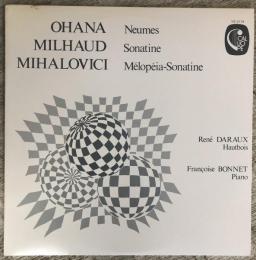 OHANA Neumes
MILHAUD Sonatine
MIHALOVICI Mélopéia-Sonatine
René DARAUX
Hautbois
Françoise BONNET
Piano